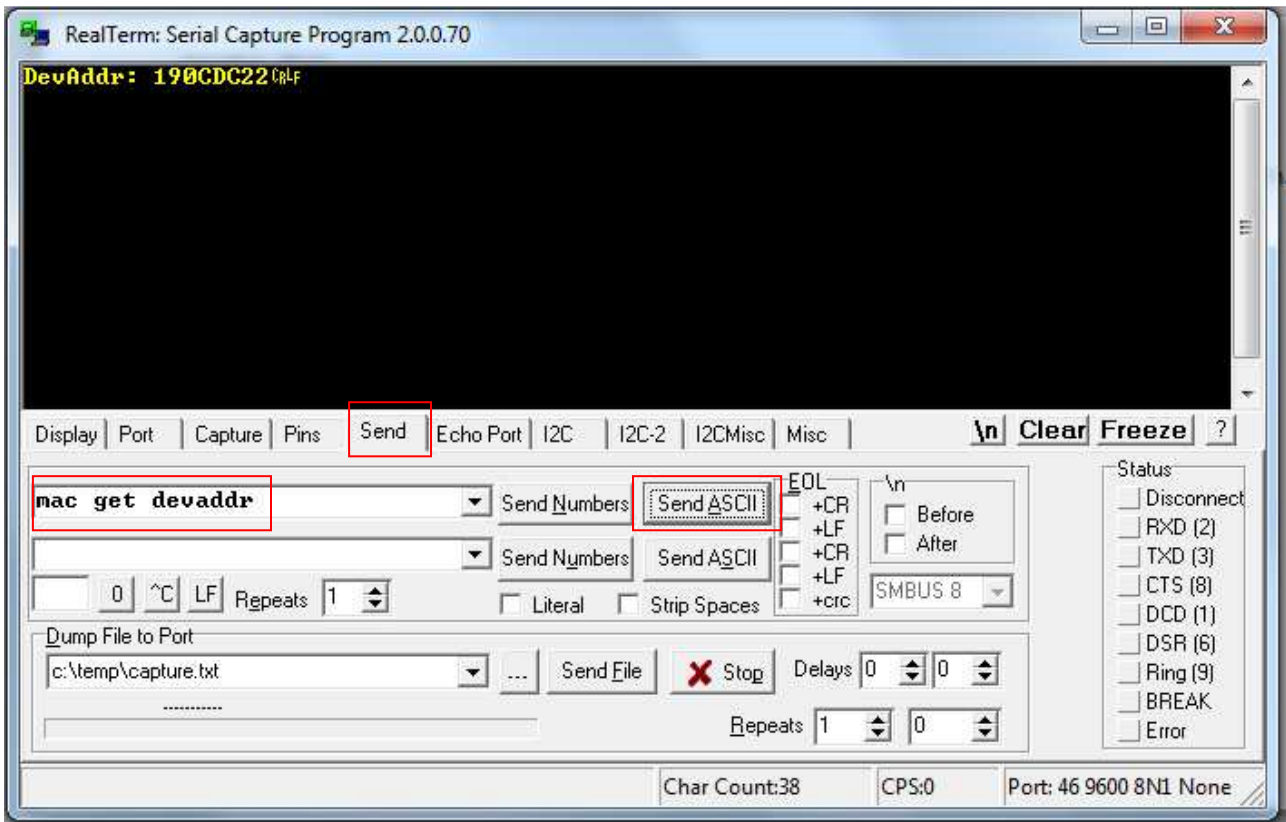 RealTerm: Serial Capture Program 2.0.0.70
DevAddr: 190CDC22CRLF
Display Port Capture Pins Send Echo Port I2C I2C-2 I2CMisc Misc \n Clear Freeze ?
mac get devaddr Send Numbers Send ASCII EOL +CR +LF \n Before Status Disconnect
Send Numbers Send ASCII +CR +LF After RXD (2)
TXD (3)
0 ^C LF Repeats 1 Literal Strip Spaces +crc SMBUS 8 CTS (8)
DCD (1)
Dump File to Port DSR (6)
c:\temp\capture.txt ... Send File Stop Delays 0 0 Ring (9)
----------- BREAK
Repeats 1 0 Error
Char Count:38 CPS:0 Port: 46 9600 8N1 None